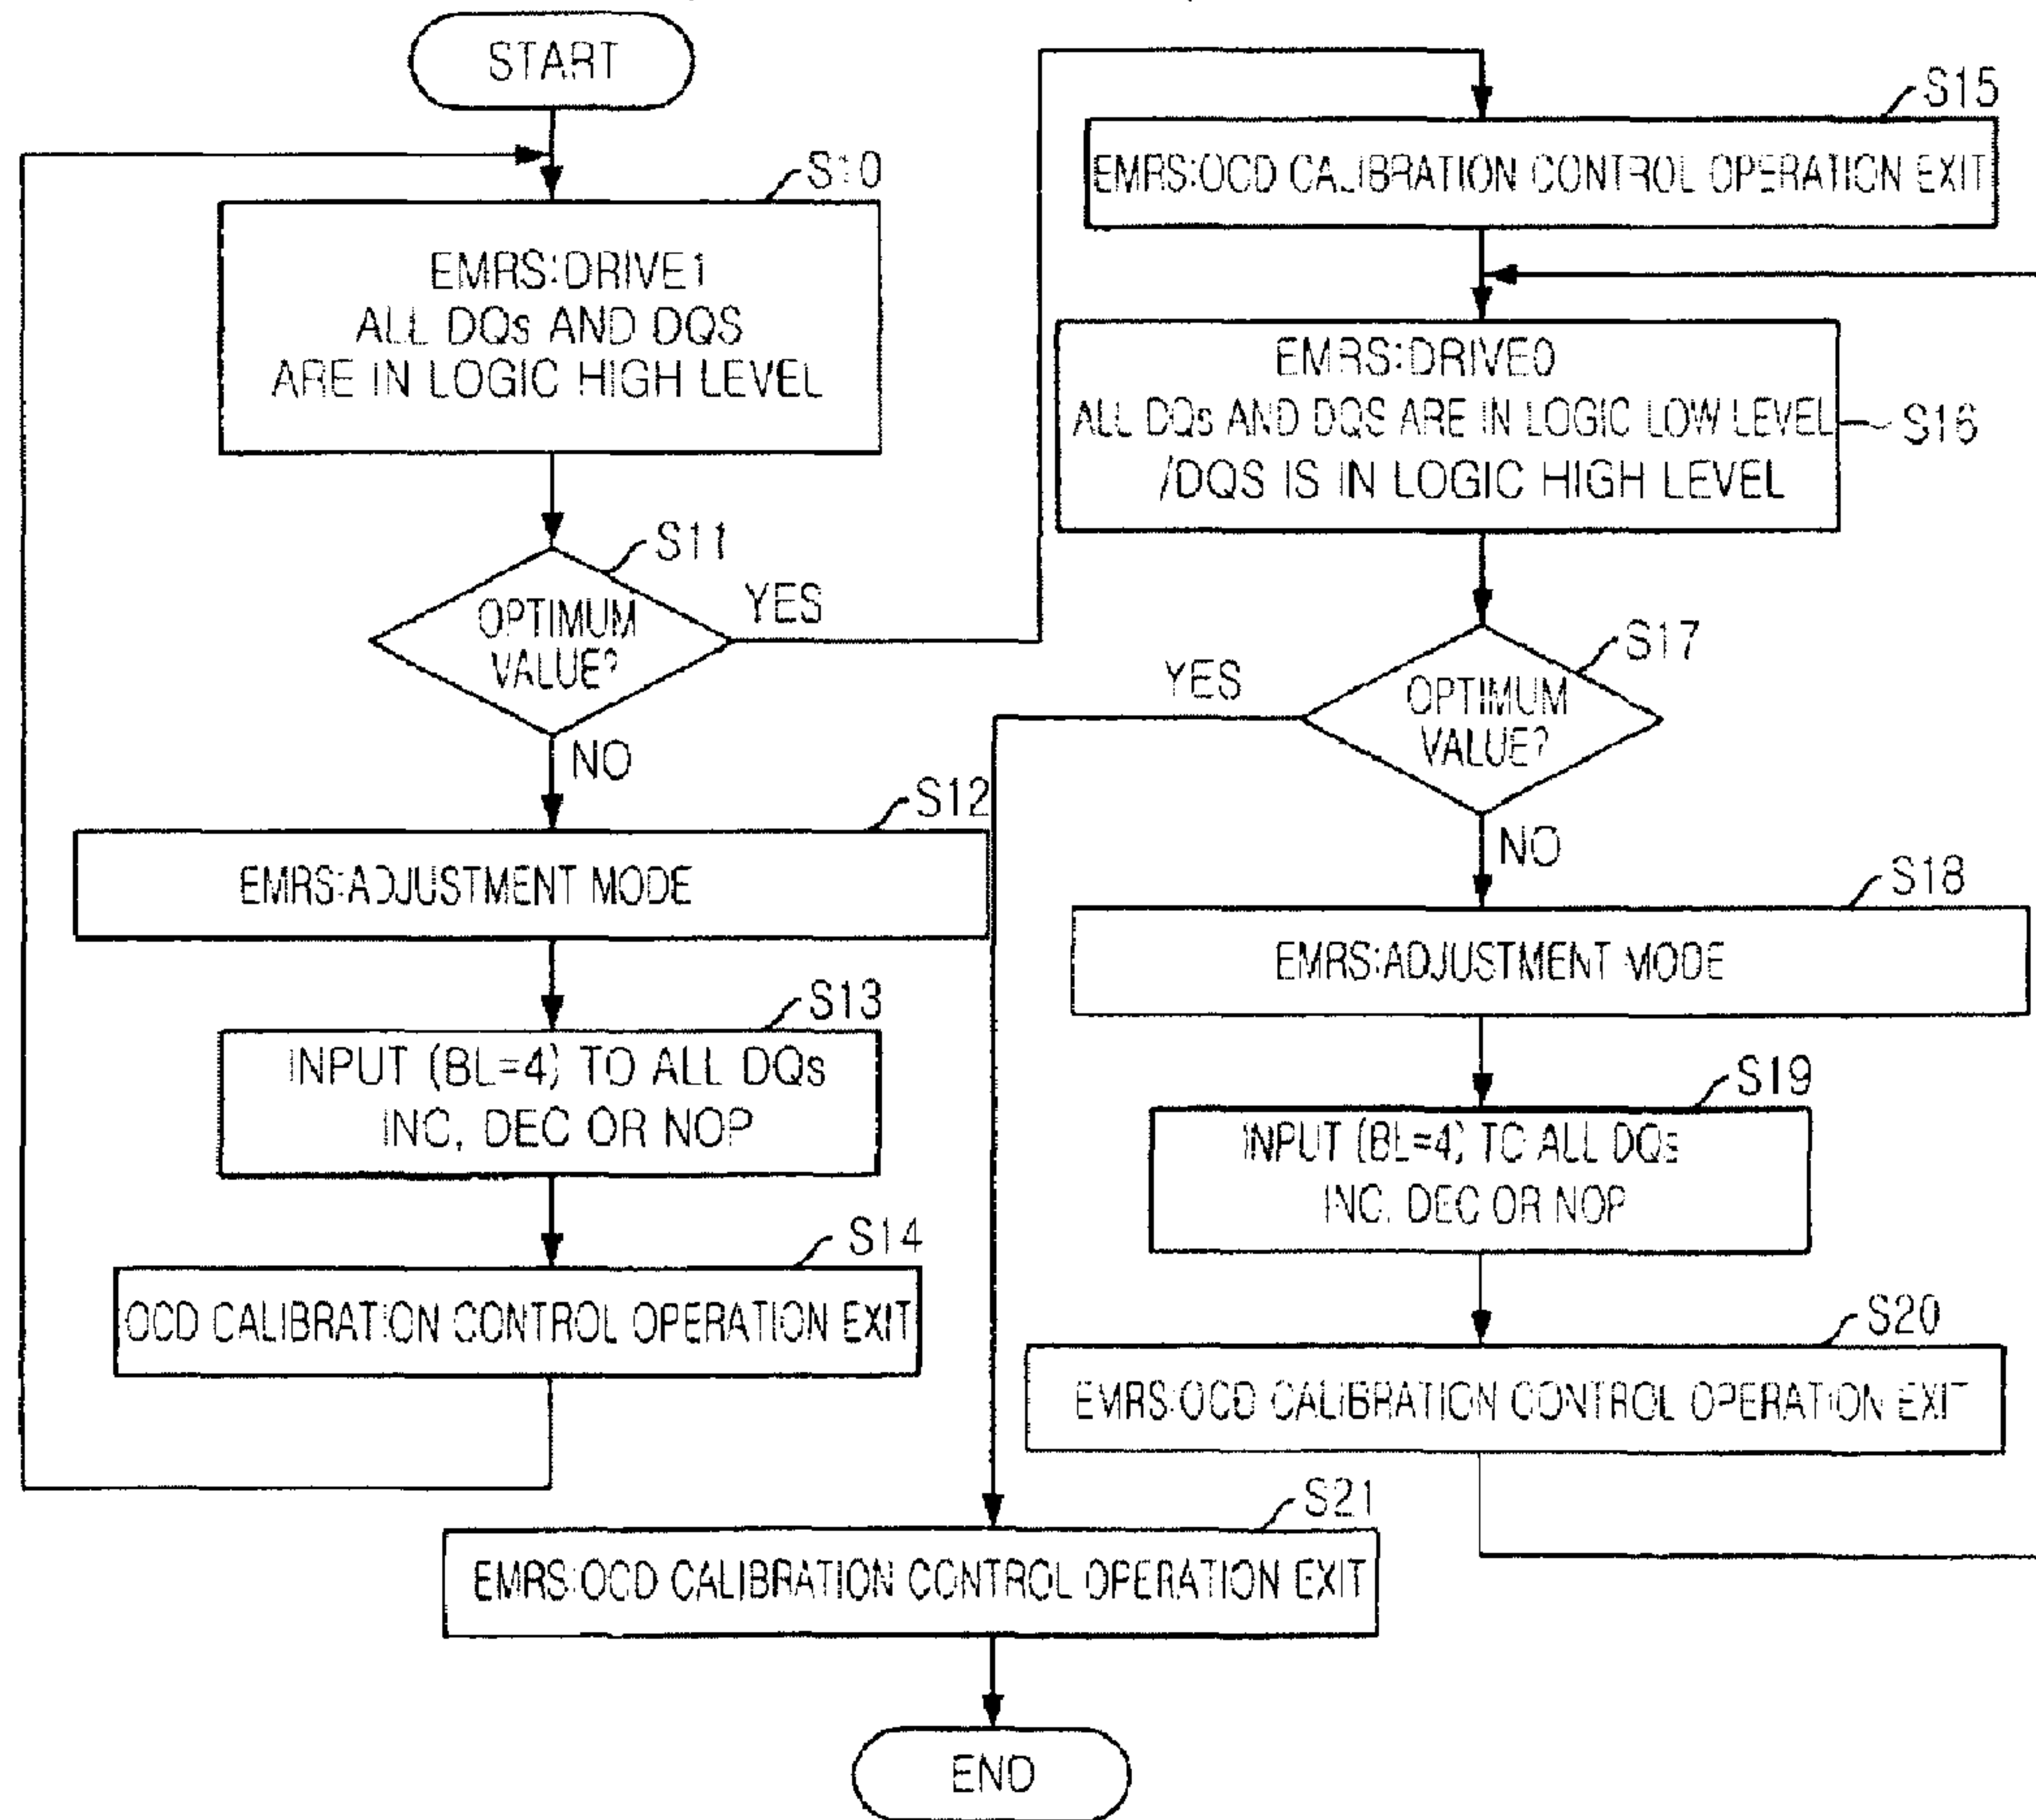 START
S10
EMRS:DRIVE1
ALL DQs AND DQS
ARE IN LOGIC HIGH LEVEL
S11
OPTIMUM
VALUE?
YES
NO
S12
EMRS:ADJUSTMENT MODE
S13
INPUT (BL=4) TO ALL DQs
INC, DEC OR NOP
S14
OCD CALIBRATION CONTROL OPERATION EXIT
S15
EMRS:OCD CALIBRATION CONTROL OPERATION EXIT
EMRS:DRIVE0
ALL DQs AND DQS ARE IN LOGIC LOW LEVEL
/DQS IS IN LOGIC HIGH LEVEL
S16
S17
OPTIMUM
VALUE?
YES
NO
S18
EMRS:ADJUSTMENT MODE
S19
INPUT (BL=4) TO ALL DQs
INC, DEC OR NOP
S20
EMRS:OCD CALIBRATION CONTROL OPERATION EXIT
S21
EMRS:OCD CALIBRATION CONTROL OPERATION EXIT
END